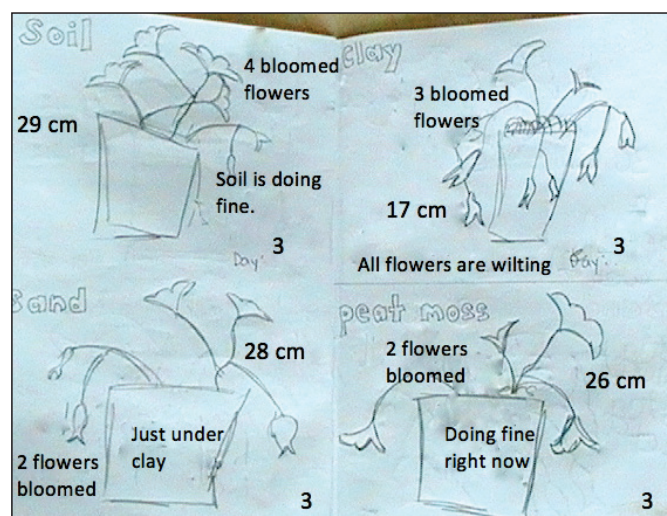 Soil
4 bloomed
flowers
29 cm
Soil is doing
fine.
3
Day:
clay
3 bloomed
flowers
17 cm
3
All flowers are wilting
Day:
sand
28 cm
Just under
clay
2 flowers
bloomed
3
peat moss
2 flowers
bloomed
26 cm
Doing fine
right now
3